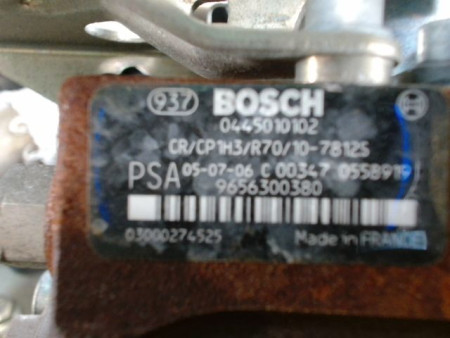 937 BOSCH
0445010102
CR/CP1H3/R70/10-7812S
PSA 05-07-06 C 00347 0558919
9656300380
03000274525 Made in FRANCE